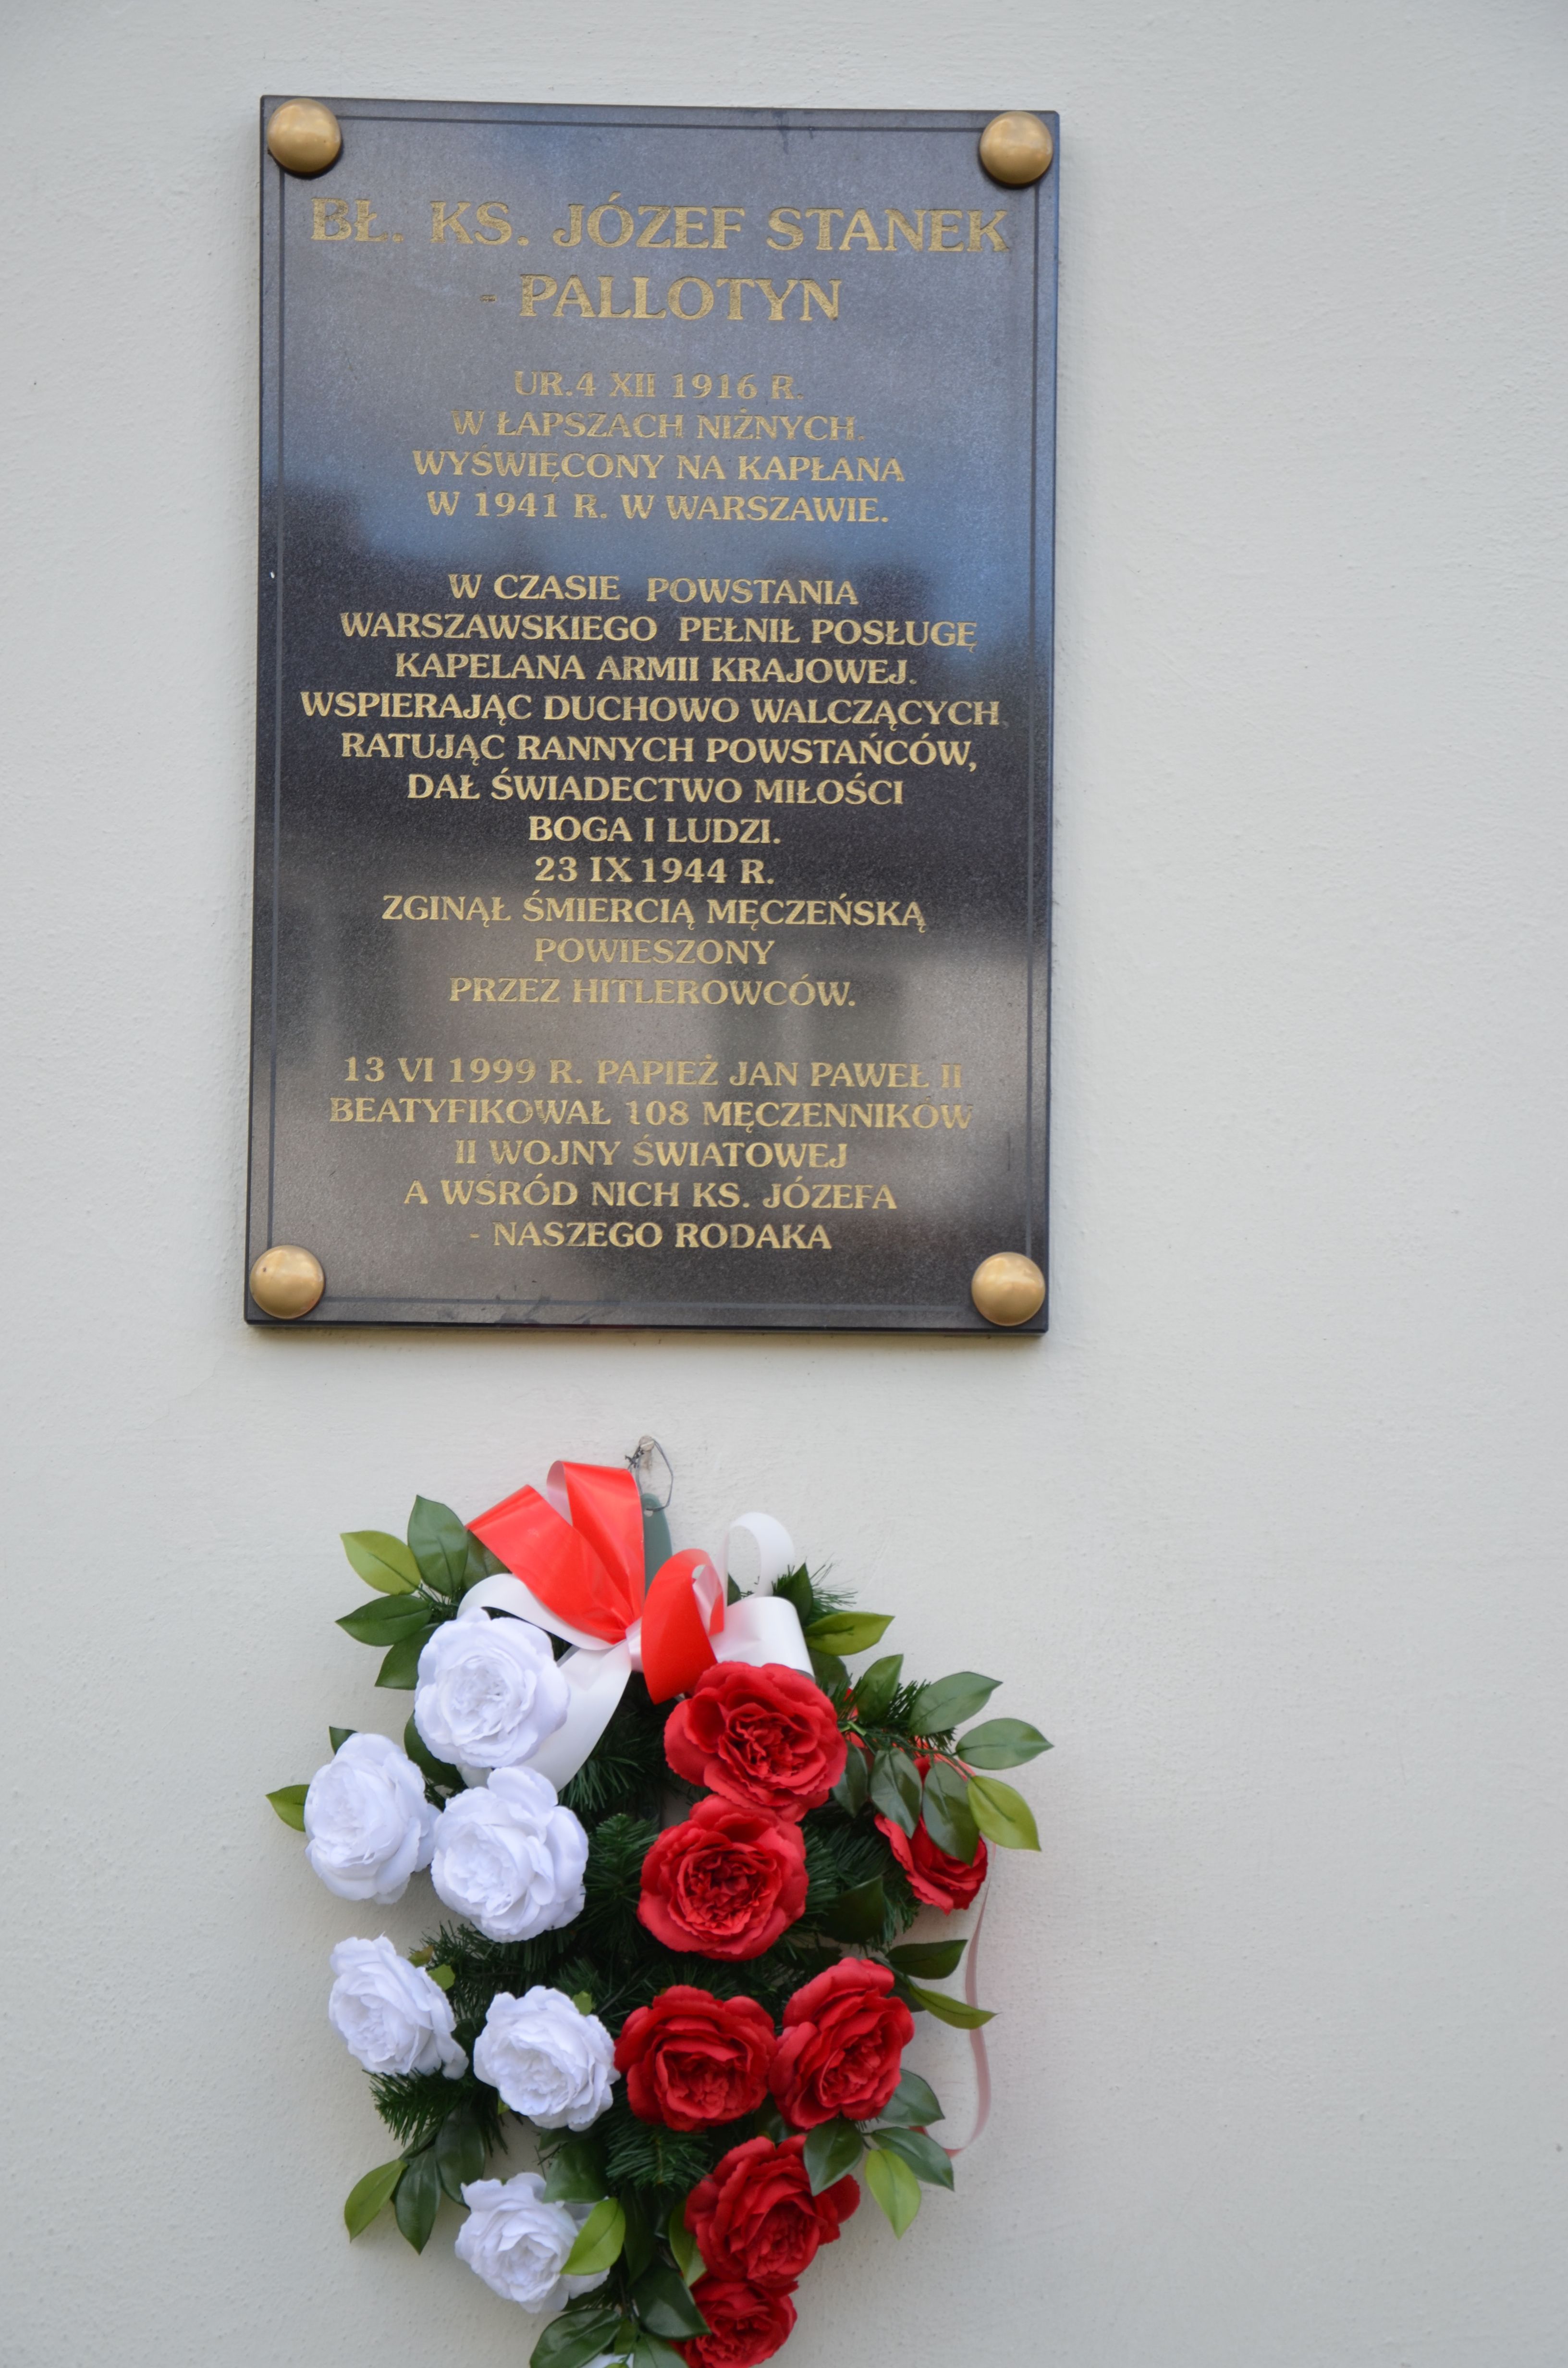 BŁ. KS. JÓZEF STANEK
- PALLOTYN
UR.4 XII 1916 R.
W ŁAPSZACH NIŻNYCH.
WYŚWIĘCONY NA KAPŁANA
W 1941 R. W WARSZAWIE.
W CZASIE POWSTANIA
WARSZAWSKIEGO PEŁNIŁ POSŁUGĘ
KAPELANA ARMII KRAJOWEJ.
WSPIERAJĄC DUCHOWO WALCZĄCYCH
RATUJĄC RANNYCH POWSTAŃCÓW,
DAŁ ŚWIADECTWO MIŁOŚCI
BOGA I LUDZI.
23 IX 1944 R.
ZGINĄŁ ŚMIERCIĄ MĘCZEŃSKĄ
POWIESZONY
PRZEZ HITLEROWCÓW.
13 VI 1999 R. PAPIEŻ JAN PAWEŁ II
BEATYFIKOWAŁ 108 MĘCZENNIKÓW
II WOJNY ŚWIATOWEJ
A WŚRÓD NICH KS. JÓZEFA
- NASZEGO RODAKA